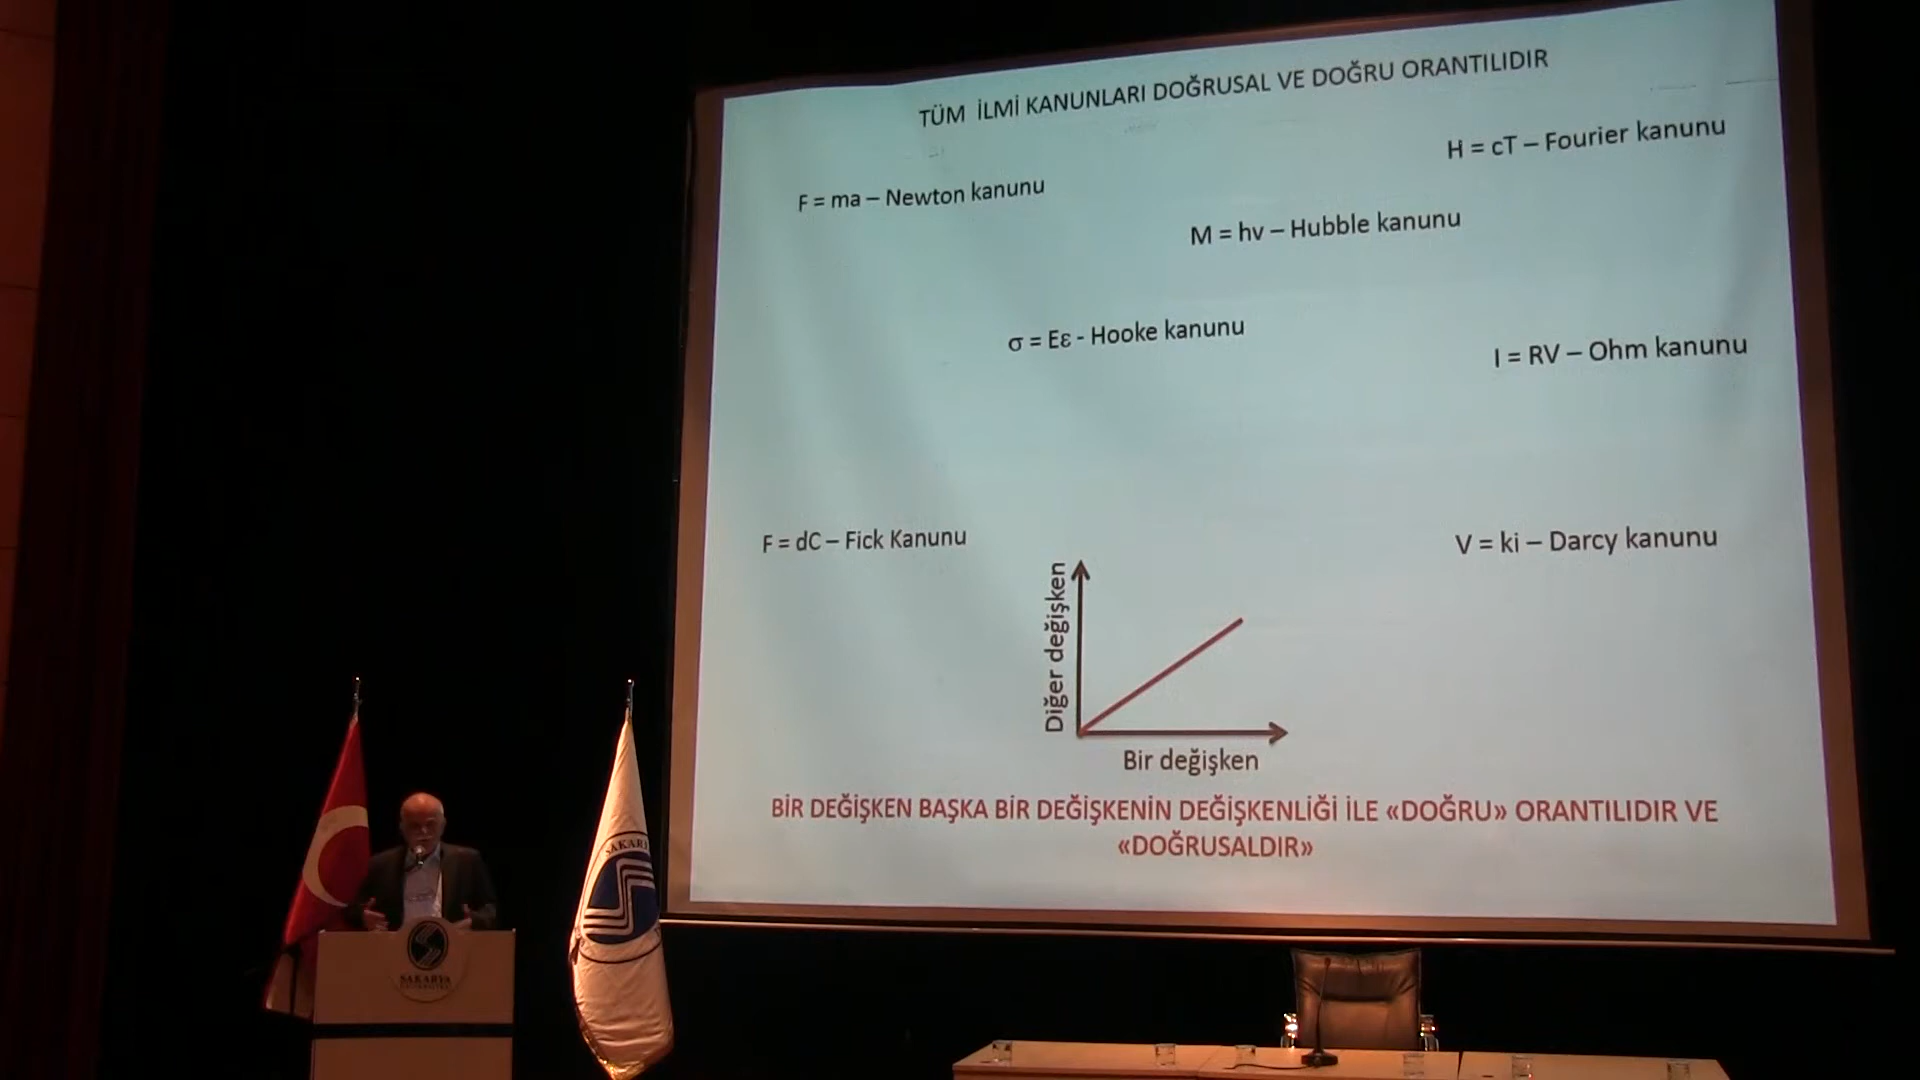 TÜM İLMİ KANUNLARI DOĞRUSAL VE DOĞRU ORANTILIDIR
H = cT – Fourier kanunu
F = ma – Newton kanunu
M = hv – Hubble kanunu
σ = Eε - Hooke kanunu
I = RV – Ohm kanunu
F = dC – Fick Kanunu
V = ki – Darcy kanunu
Diğer değişken
Bir değişken
BİR DEĞİŞKEN BAŞKA BİR DEĞİŞKENİN DEĞİŞKENLİĞİ İLE «DOĞRU» ORANTILIDIR VE
«DOĞRUSALDIR»
SAKARYA